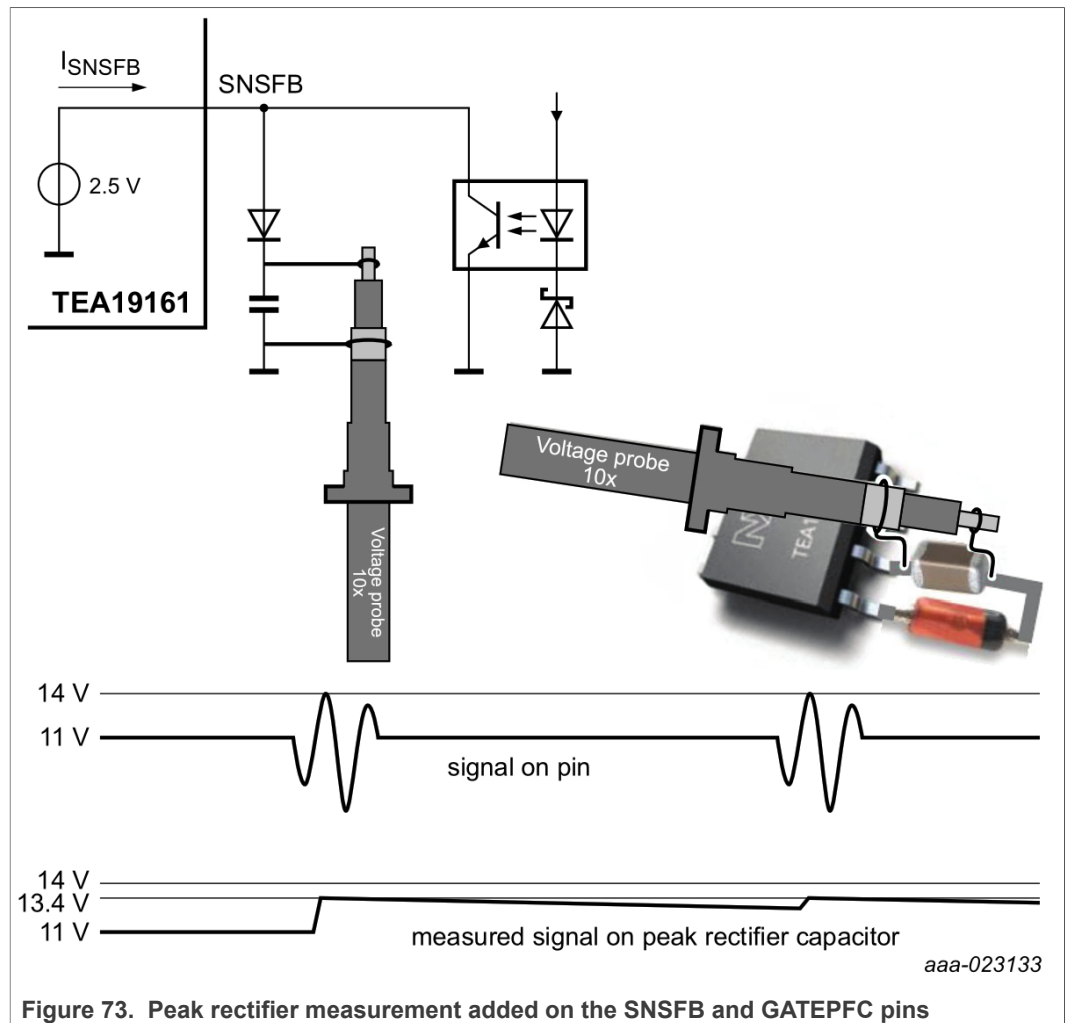 I_SNSFB
SNSFB
2.5 V
TEA19161
Voltage probe
10x
Voltage probe
10x
TEA1
14 V
11 V
signal on pin
14 V
13.4 V
11 V
measured signal on peak rectifier capacitor
aaa-023133
Figure 73. Peak rectifier measurement added on the SNSFB and GATEPFC pins